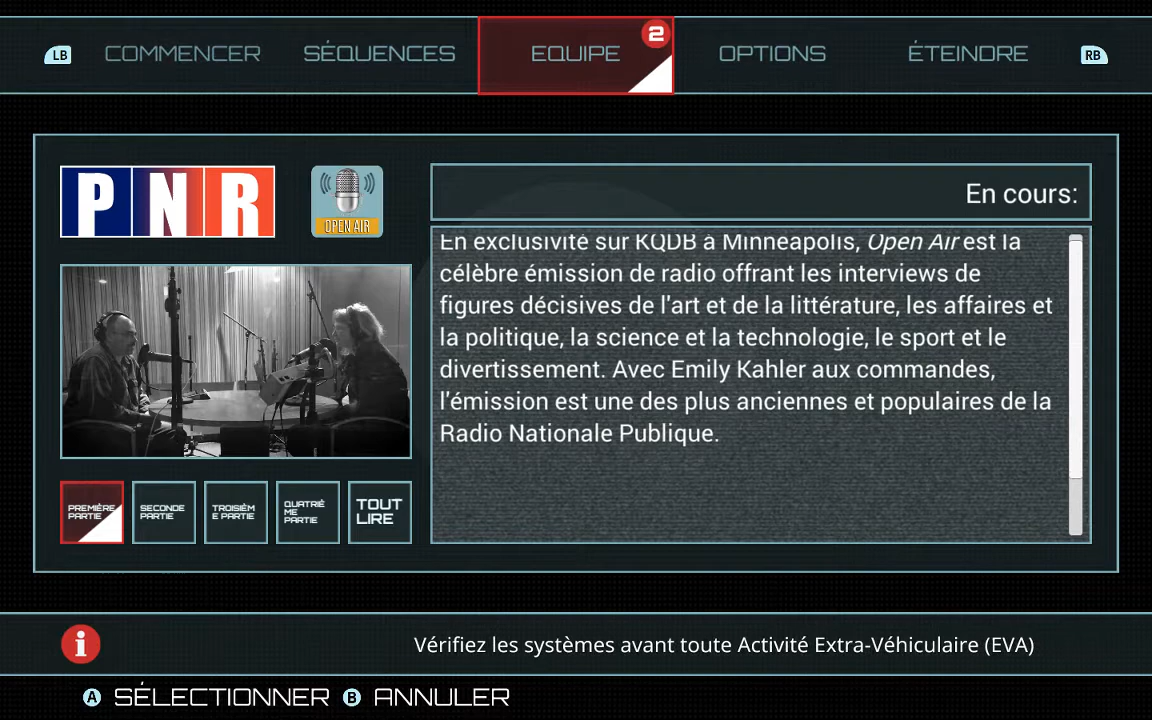 LB
COMMENCER
SÉQUENCES
EQUIPE
2
OPTIONS
ÉTEINDRE
RB
PNR
OPEN AIR
En cours:
En exclusivité sur KQDB à Minneapolis, Open Air est la
célèbre émission de radio offrant les interviews de
figures décisives de l'art et de la littérature, les affaires et
la politique, la science et la technologie, le sport et le
divertissement. Avec Emily Kahler aux commandes,
l'émission est une des plus anciennes et populaires de la
Radio Nationale Publique.
PREMIÈRE
PARTIE
SECONDE
PARTIE
TROISIÈM
E PARTIE
QUATRIÈ
ME
PARTIE
TOUT
LIRE
i
Vérifiez les systèmes avant toute Activité Extra-Véhiculaire (EVA)
A SÉLECTIONNER B ANNULER